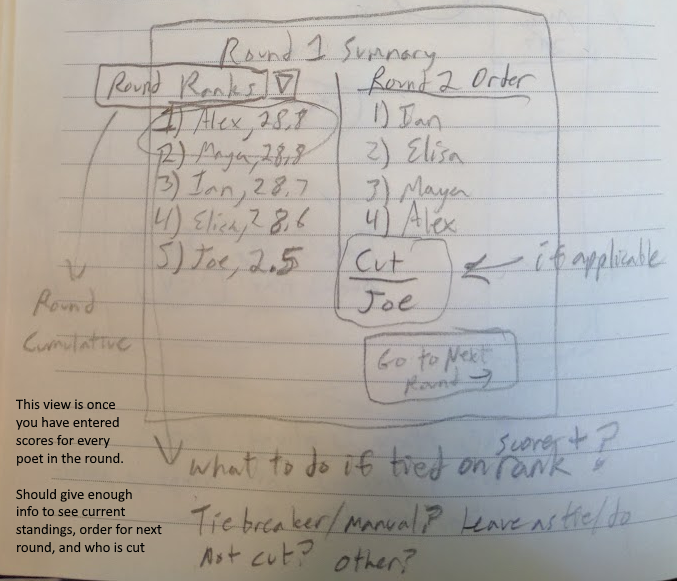 Round 1 Summary
Round Ranks
1) Alex, 28.8
2) Maya, 28.8
3) Ian, 28.7
4) Elisa, 28.6
5) Joe, 2.5
Round 2 Order
1) Ian
2) Elisa
3) Maya
4) Alex
Cut
Joe
if applicable
Go to Next
Round →
Round
Cumulative
This view is once
you have entered
scores for every
poet in the round.
Should give enough
info to see current
standings, order for next
round, and who is cut
What to do if tied on score + rank?
Tiebreaker/manual? Leave as tie/do
not cut? other?